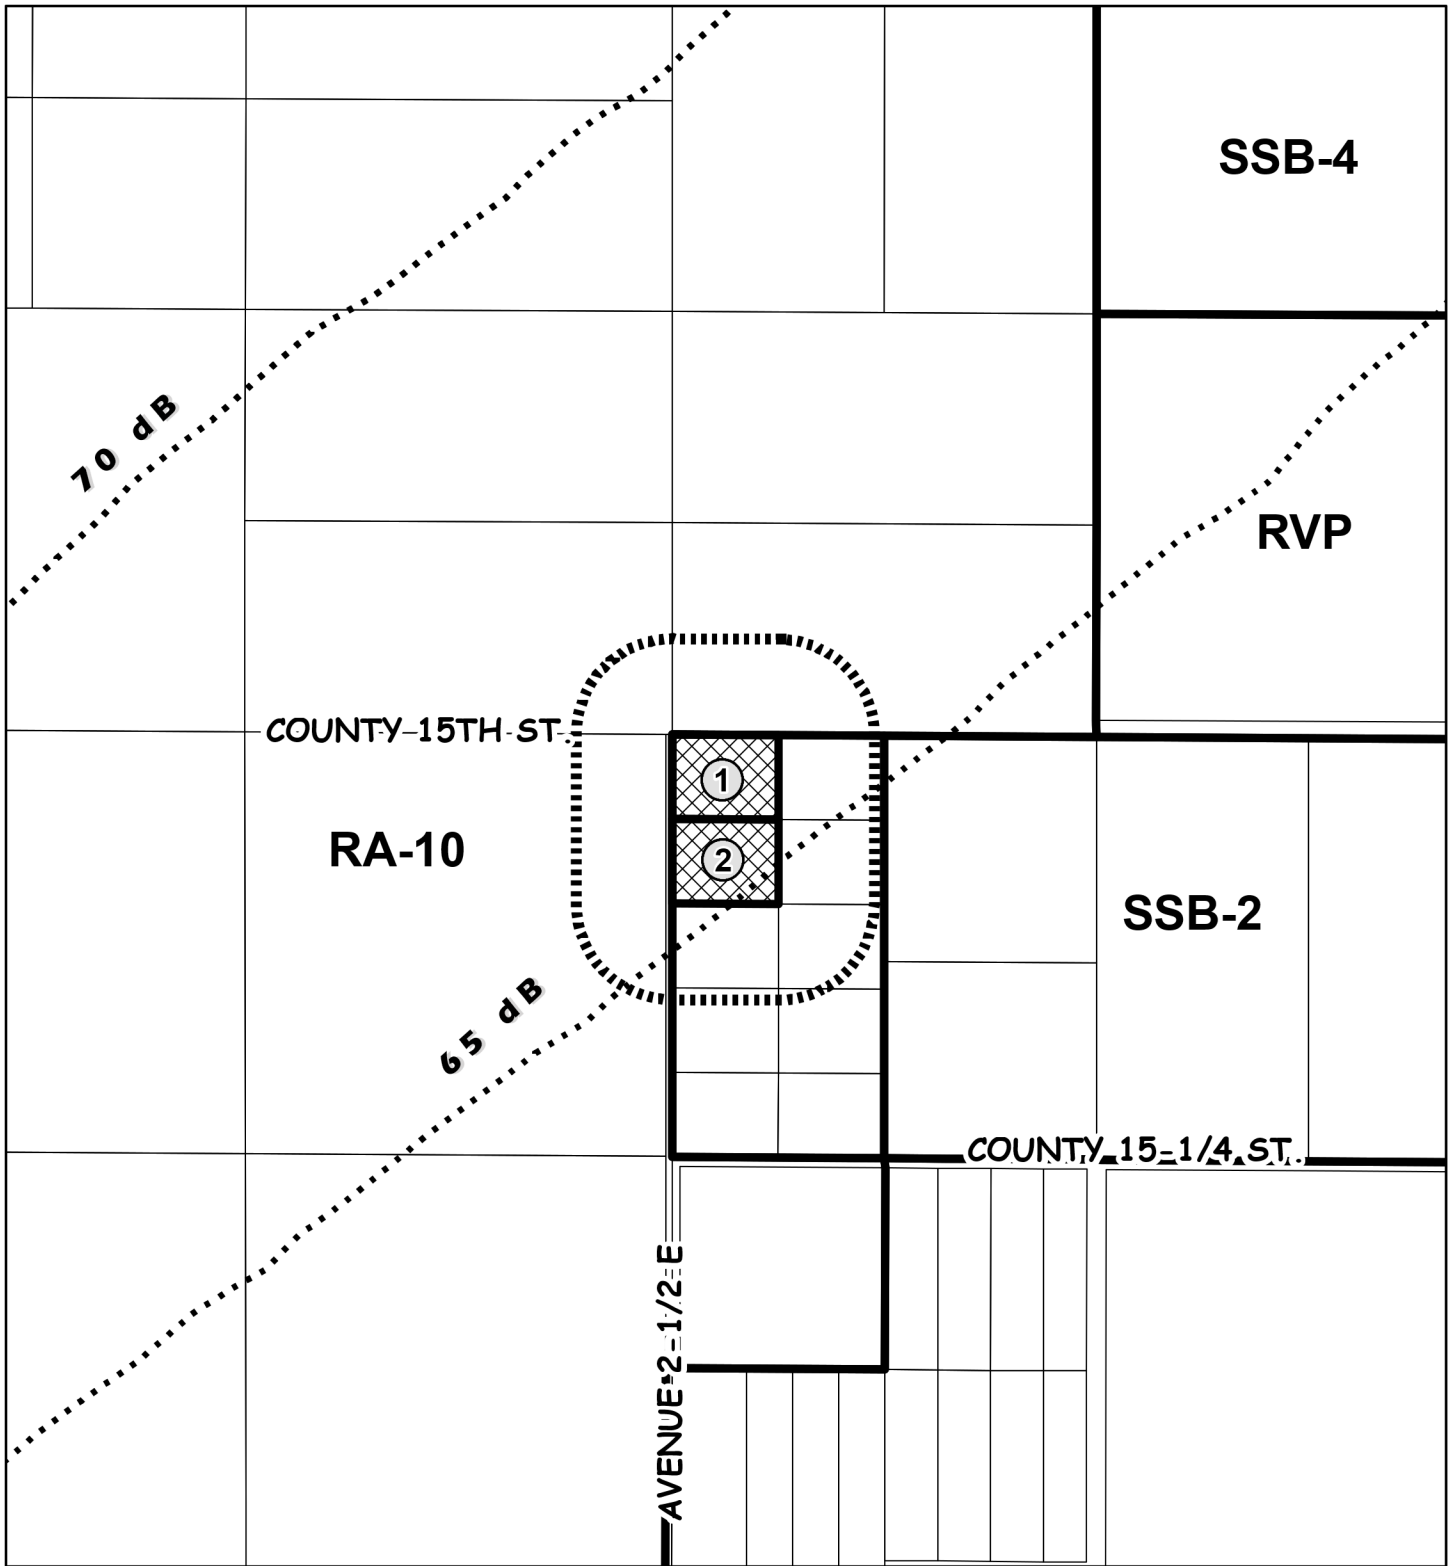 SSB-4
70 dB
RVP
COUNTY 15TH ST.
1
RA-10
2
SSB-2
65 dB
COUNTY 15-1/4 ST.
AVENUE 2-1/2 E